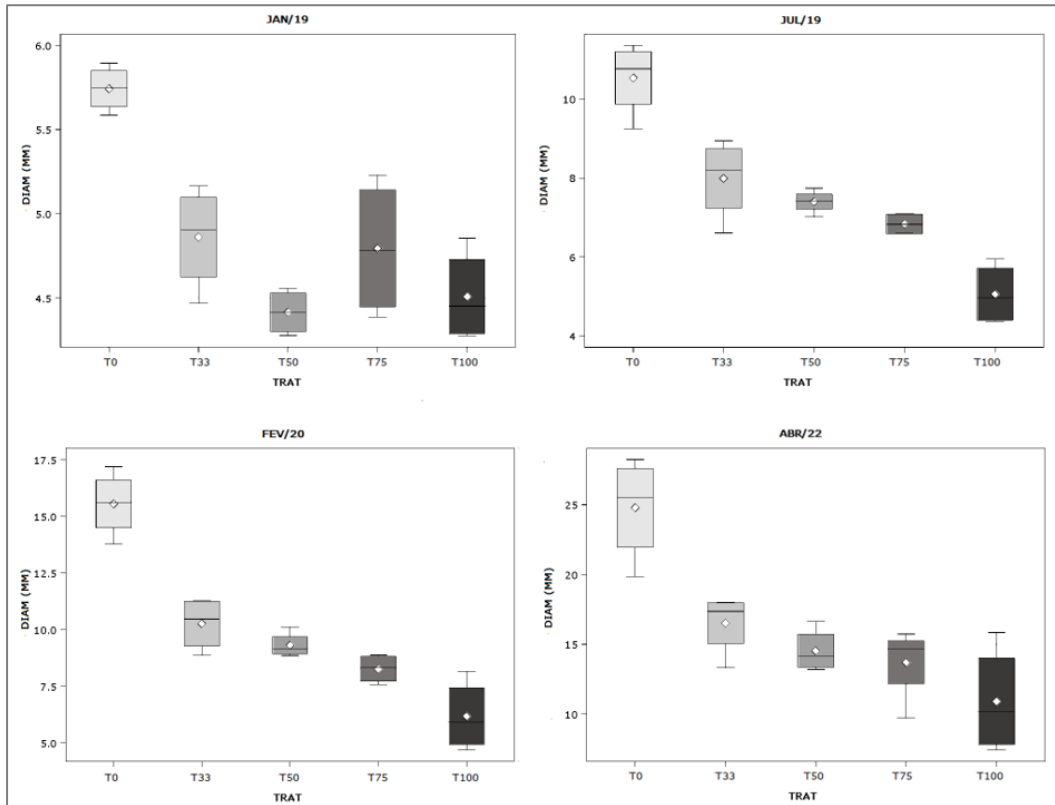 JAN/19
6.0
5.5
5.0
4.5
DIAM (MM)
T0 T33 T50 T75 T100
TRAT
JUL/19
10
8
6
4
DIAM (MM)
T0 T33 T50 T75 T100
TRAT
FEV/20
17.5
15.0
12.5
10.0
7.5
5.0
DIAM (MM)
T0 T33 T50 T75 T100
TRAT
ABR/22
25
20
15
10
DIAM (MM)
T0 T33 T50 T75 T100
TRAT